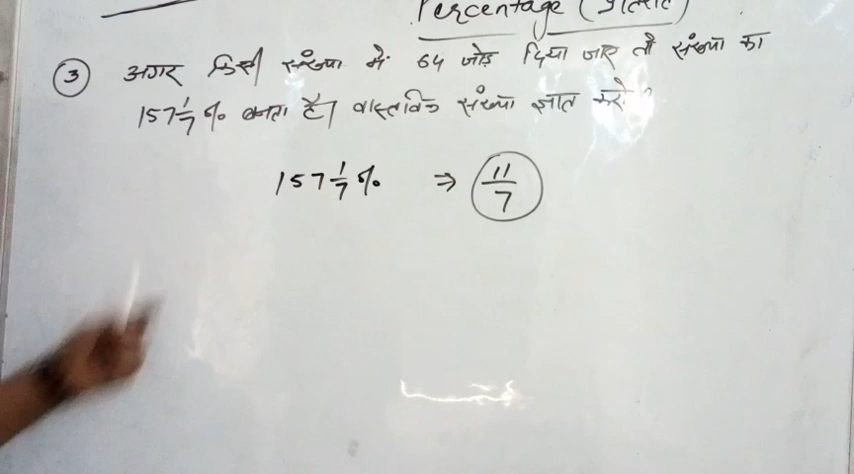 Percentage (प्रतिशत)
③ अगर किसी संख्या में 64 जोड़ दिया जाए तो संख्या का
157 1/7 % बनता है। वास्तविक संख्या ज्ञात करो?
157 1/7 % ⇒ 11/7